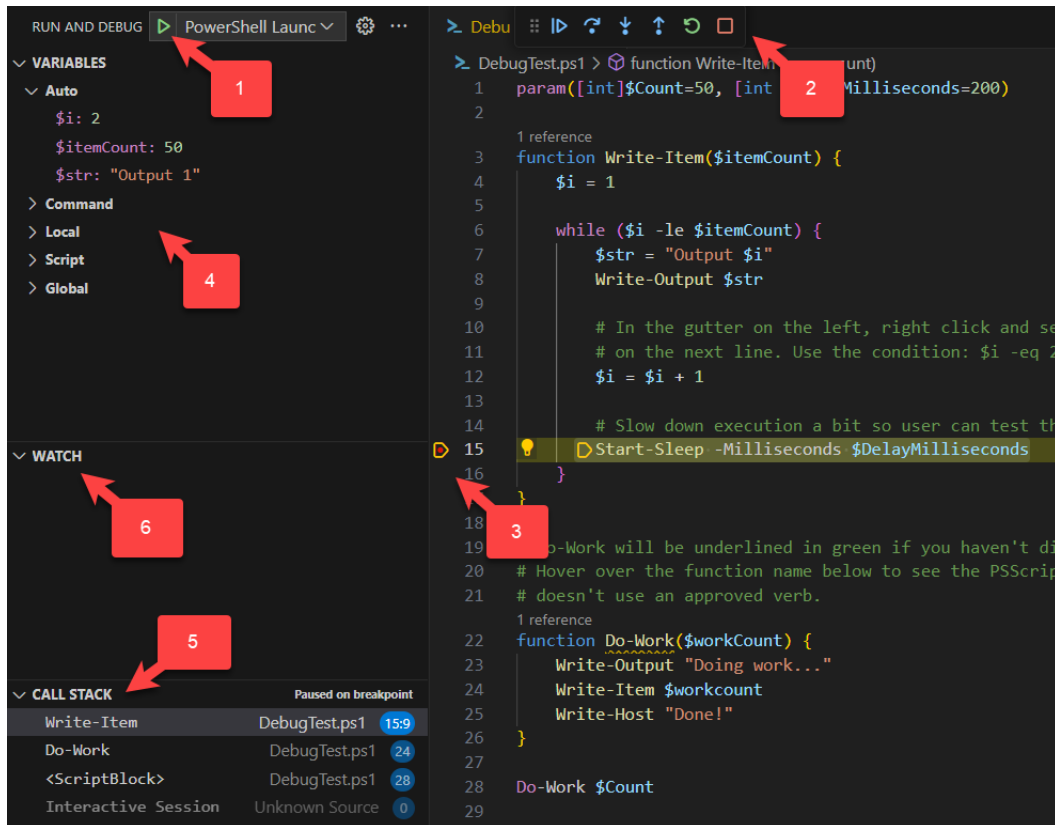 RUN AND DEBUG PowerShell Launc
1
VARIABLES
Auto
$i: 2
$itemCount: 50
$str: "Output 1"
Command
Local
Script
Global
4
WATCH
6
5
CALL STACK Paused on breakpoint
Write-Item DebugTest.ps1 15:9
Do-Work DebugTest.ps1 24
<ScriptBlock> DebugTest.ps1 28
Interactive Session Unknown Source 0
Debu
2
DebugTest.ps1 > function Write-Item unt)
1 param([int]$Count=50, [int Milliseconds=200)
2
1 reference
3 function Write-Item($itemCount) {
4 $i = 1
5
6 while ($i -le $itemCount) {
7 $str = "Output $i"
8 Write-Output $str
9
10 # In the gutter on the left, right click and se
11 # on the next line. Use the condition: $i -eq 2
12 $i = $i + 1
13
14 # Slow down execution a bit so user can test th
15 Start-Sleep -Milliseconds $DelayMilliseconds
16 }
}
3
18
19 o-Work will be underlined in green if you haven't di
20 # Hover over the function name below to see the PSScrip
21 # doesn't use an approved verb.
1 reference
22 function Do-Work($workCount) {
23 Write-Output "Doing work..."
24 Write-Item $workcount
25 Write-Host "Done!"
26 }
27
28 Do-Work $Count
29